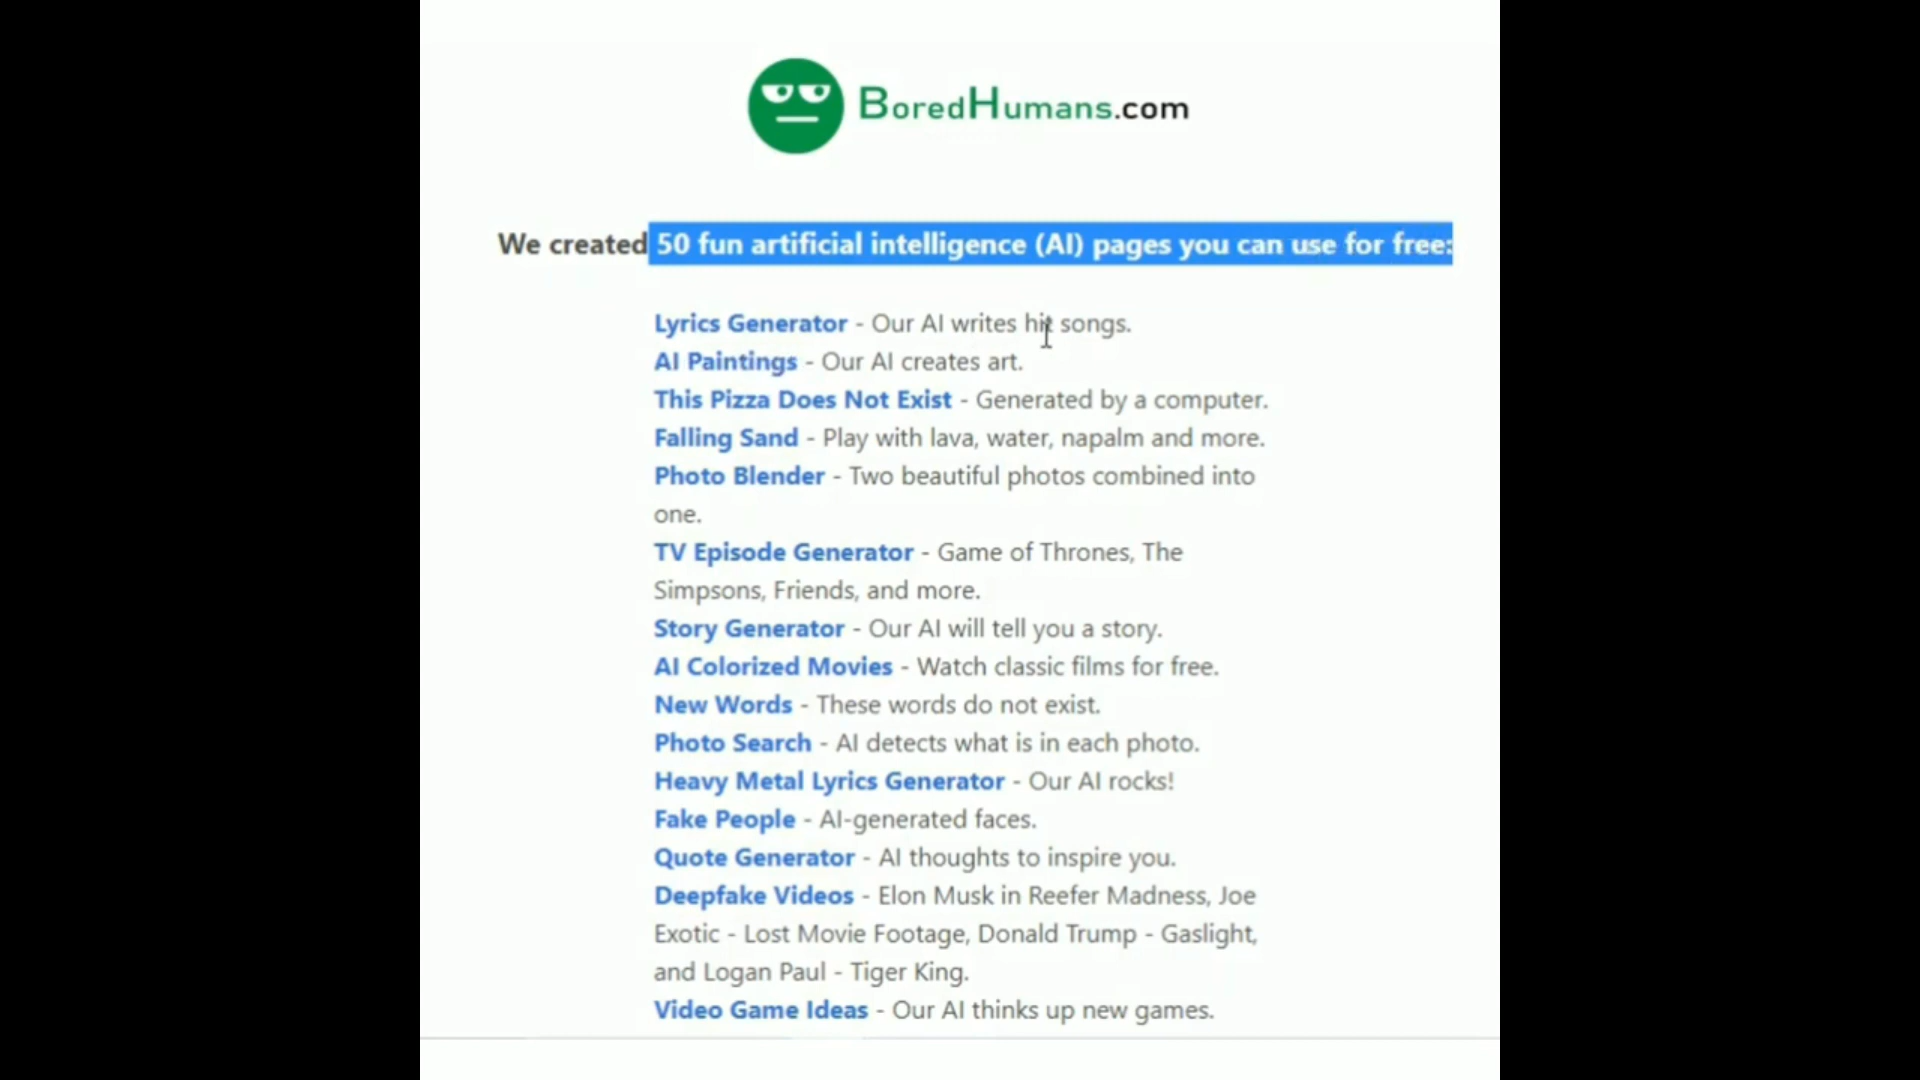 BoredHumans.com
We created 50 fun artificial intelligence (AI) pages you can use for free:
Lyrics Generator - Our AI writes hit songs.
AI Paintings - Our AI creates art.
This Pizza Does Not Exist - Generated by a computer.
Falling Sand - Play with lava, water, napalm and more.
Photo Blender - Two beautiful photos combined into
one.
TV Episode Generator - Game of Thrones, The
Simpsons, Friends, and more.
Story Generator - Our AI will tell you a story.
AI Colorized Movies - Watch classic films for free.
New Words - These words do not exist.
Photo Search - AI detects what is in each photo.
Heavy Metal Lyrics Generator - Our AI rocks!
Fake People - AI-generated faces.
Quote Generator - AI thoughts to inspire you.
Deepfake Videos - Elon Musk in Reefer Madness, Joe
Exotic - Lost Movie Footage, Donald Trump - Gaslight,
and Logan Paul - Tiger King.
Video Game Ideas - Our AI thinks up new games.